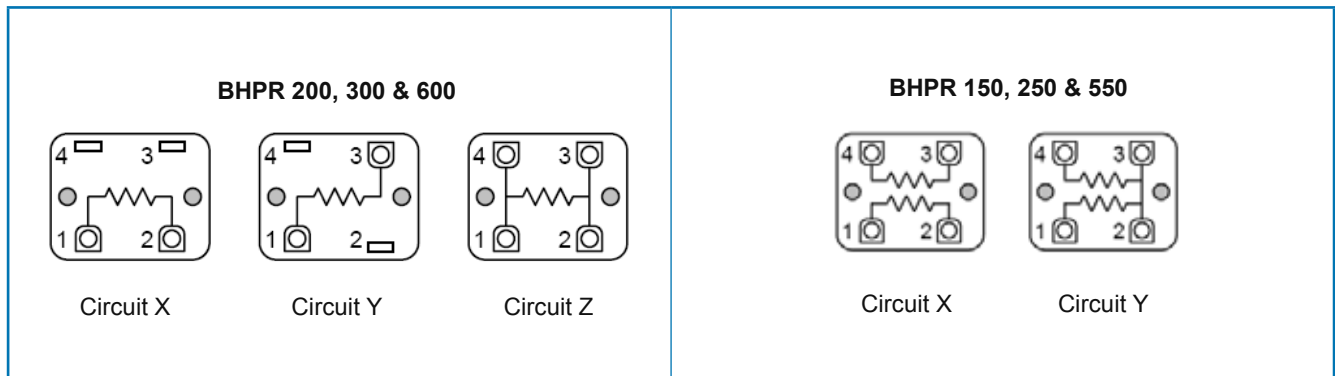 BHPR 200, 300 & 600
4 3
1 2
Circuit X
4 3
1 2
Circuit Y
4 3
1 2
Circuit Z
BHPR 150, 250 & 550
4 3
1 2
Circuit X
4 3
1 2
Circuit Y